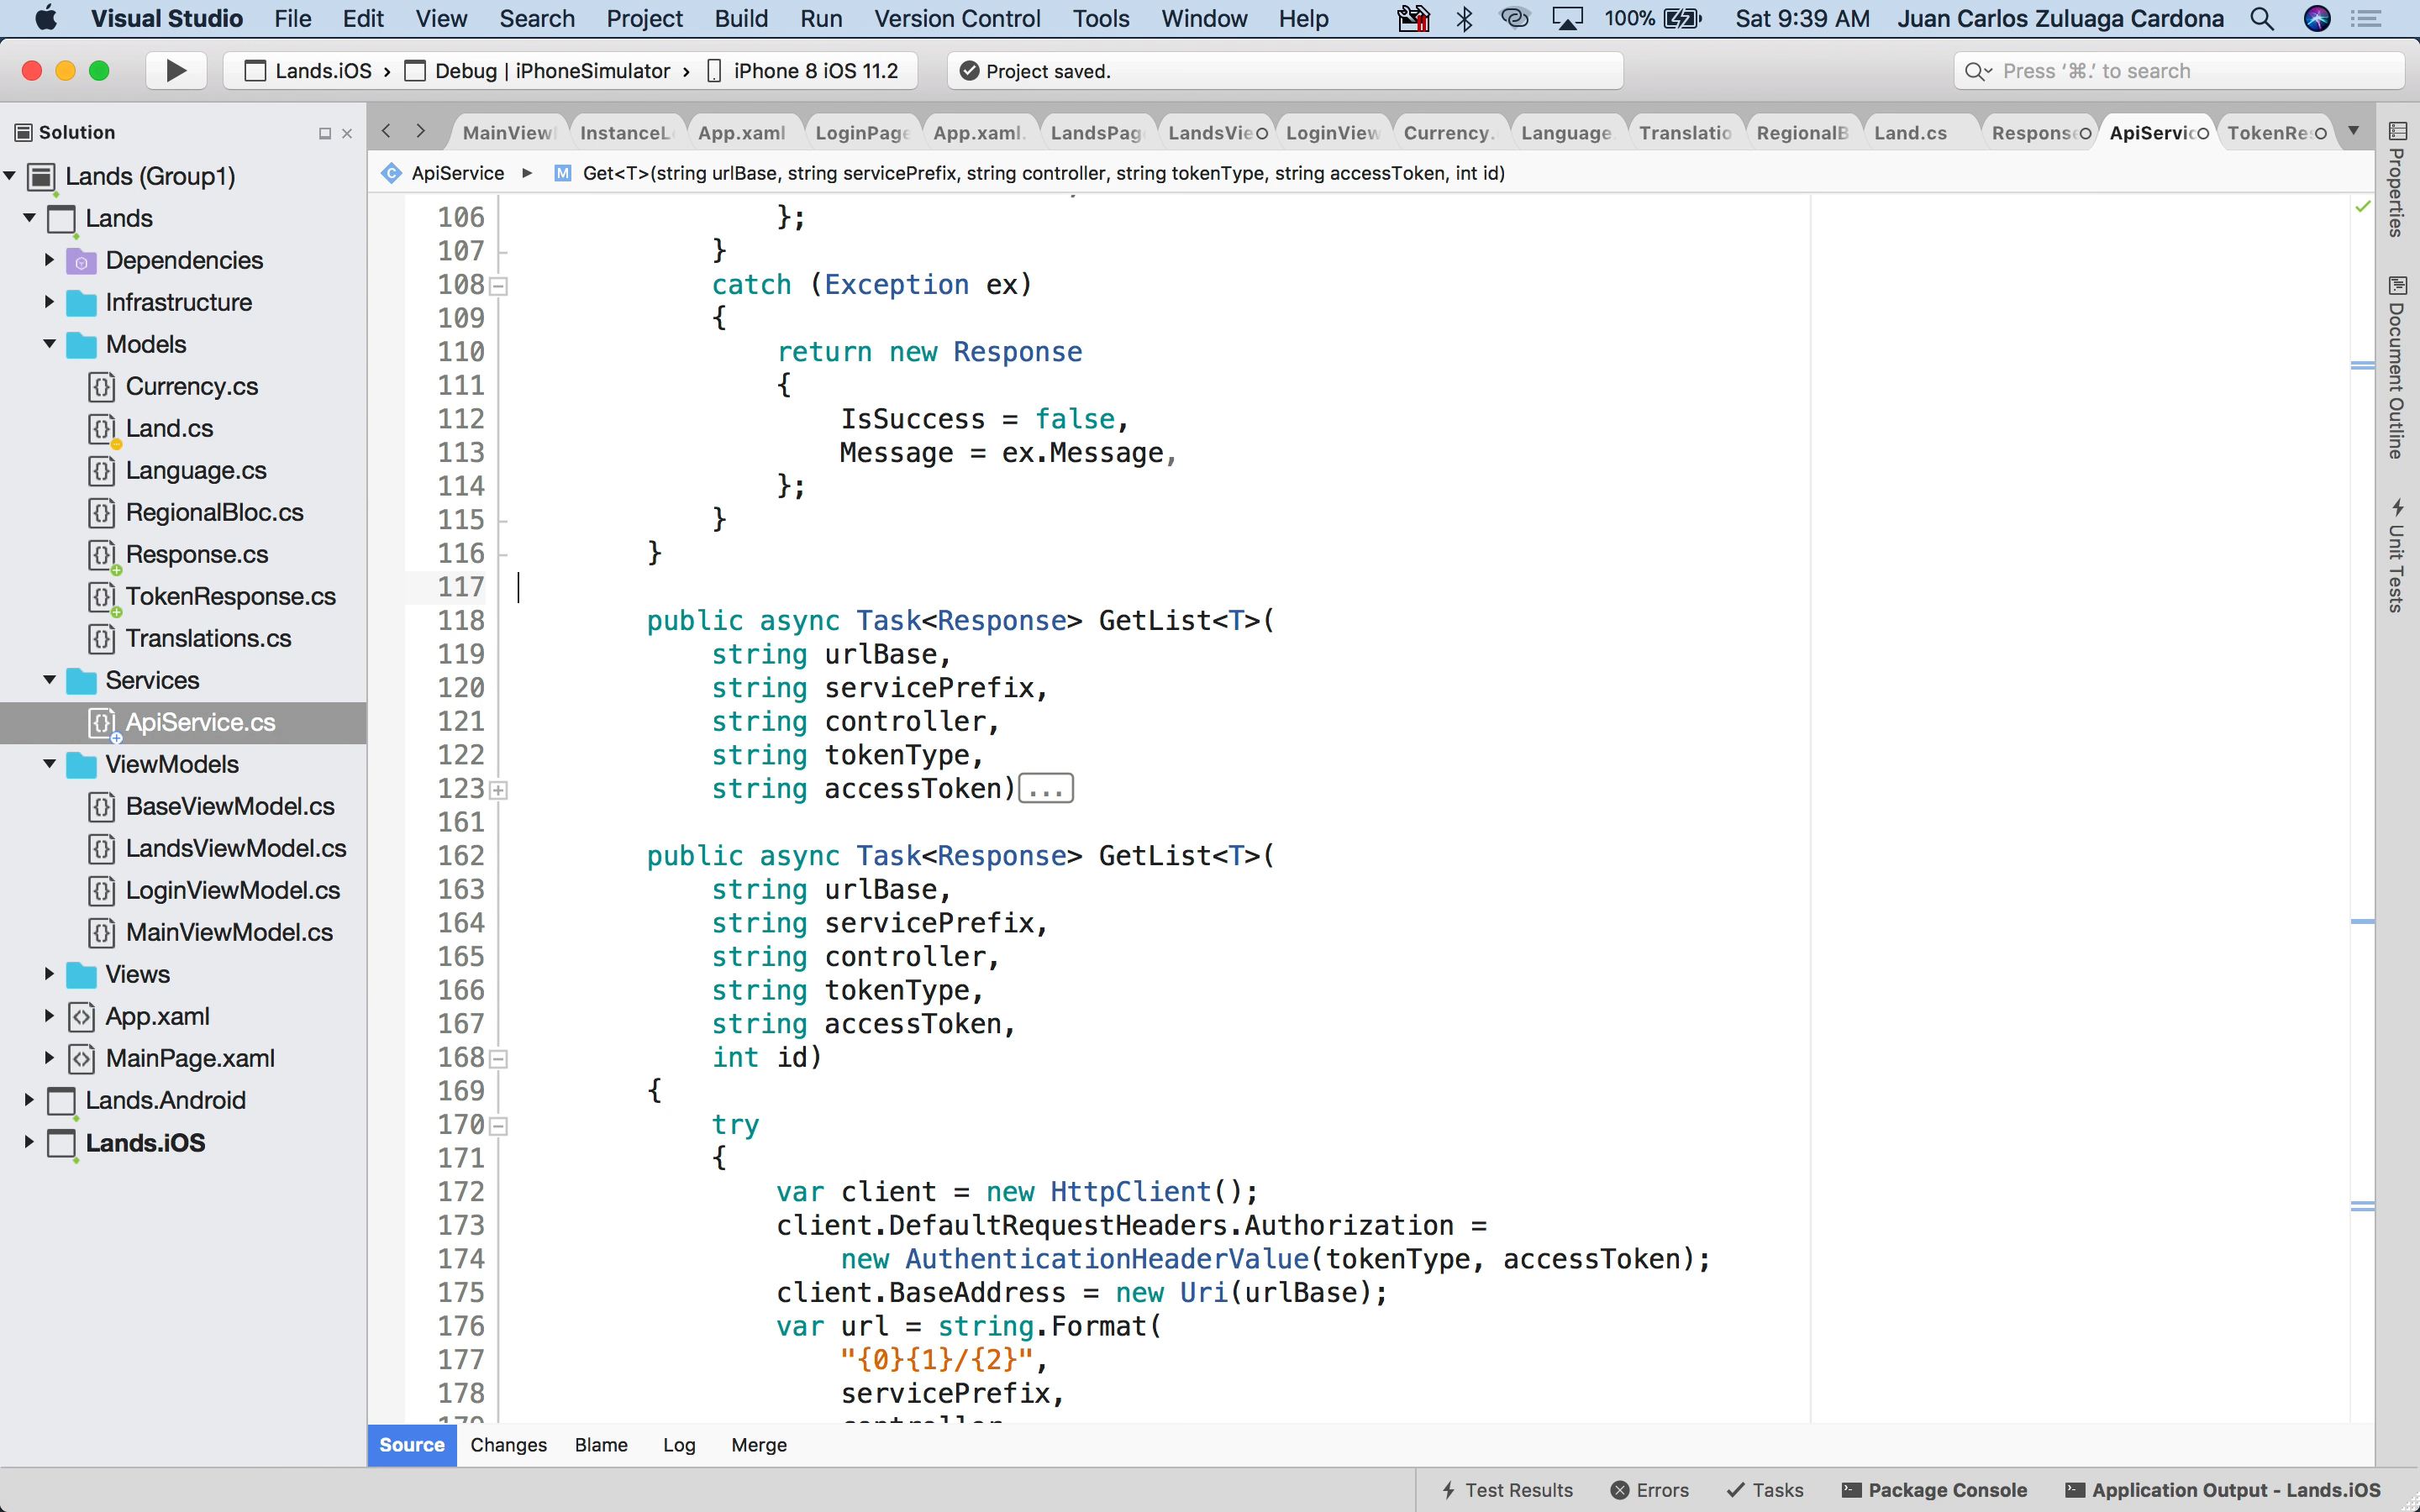 Visual Studio File Edit View Search Project Build Run Version Control Tools Window Help 100% Sat 9:39 AM Juan Carlos Zuluaga Cardona
Lands.iOS › Debug | iPhoneSimulator › iPhone 8 iOS 11.2 Project saved. Press ‘⌘.’ to search
Solution
MainViewI InstanceL App.xaml LoginPage App.xaml. LandsPag LandsVie LoginView Currency. Language. Translatio RegionalB Land.cs Response ApiServic TokenRe
ApiService Get<T>(string urlBase, string servicePrefix, string controller, string tokenType, string accessToken, int id)
Lands (Group1)
Lands
Dependencies
Infrastructure
Models
Currency.cs
Land.cs
Language.cs
RegionalBloc.cs
Response.cs
TokenResponse.cs
Translations.cs
Services
ApiService.cs
ViewModels
BaseViewModel.cs
LandsViewModel.cs
LoginViewModel.cs
MainViewModel.cs
Views
App.xaml
MainPage.xaml
Lands.Android
Lands.iOS
106 };
107 }
108 catch (Exception ex)
109 {
110 return new Response
111 {
112 IsSuccess = false,
113 Message = ex.Message,
114 };
115 }
116 }
117
118 public async Task<Response> GetList<T>(
119 string urlBase,
120 string servicePrefix,
121 string controller,
122 string tokenType,
123 string accessToken)...
161
162 public async Task<Response> GetList<T>(
163 string urlBase,
164 string servicePrefix,
165 string controller,
166 string tokenType,
167 string accessToken,
168 int id)
169 {
170 try
171 {
172 var client = new HttpClient();
173 client.DefaultRequestHeaders.Authorization =
174 new AuthenticationHeaderValue(tokenType, accessToken);
175 client.BaseAddress = new Uri(urlBase);
176 var url = string.Format(
177 "{0}{1}/{2}",
178 servicePrefix,
Source Changes Blame Log Merge
Properties
Document Outline
Unit Tests
Test Results Errors Tasks Package Console Application Output - Lands.iOS